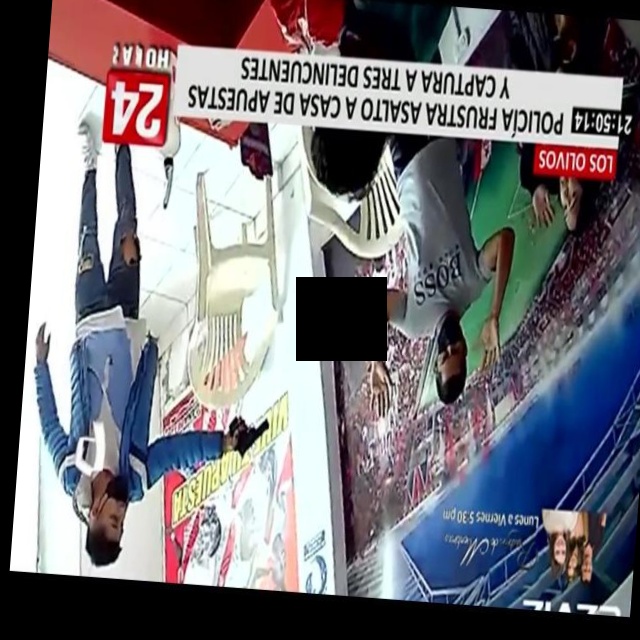 Lunes a Viernes 5:30 pm
BOSS
LOS OLIVOS
21:50:14
POLICÍA FRUSTRA ASALTO A CASA DE APUESTAS
Y CAPTURA A TRES DELINCUENTES
24